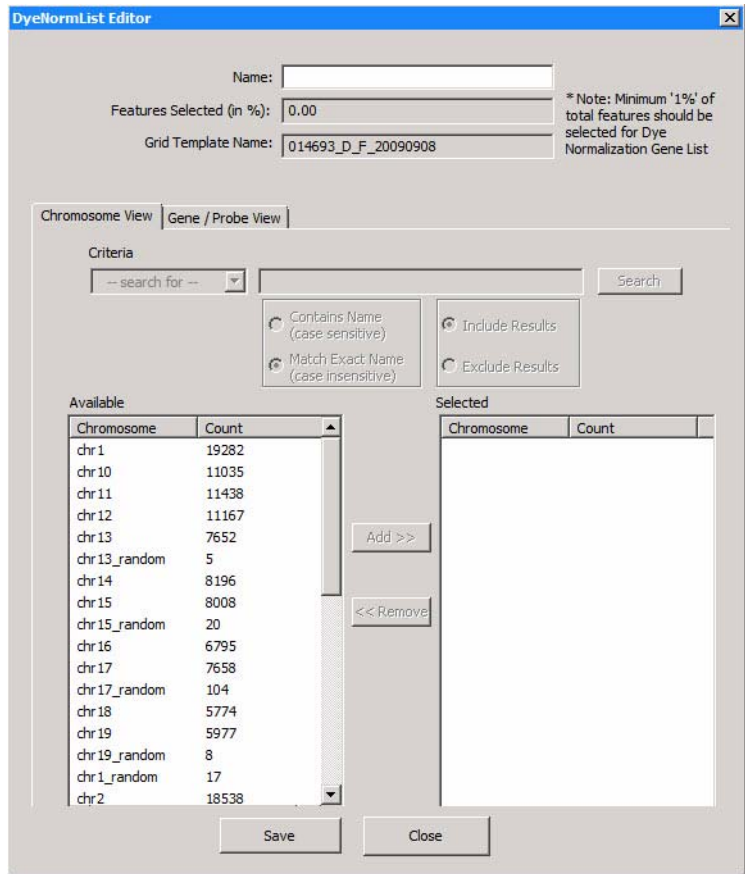 DyeNormList Editor
Name:
Features Selected (in %): 0.00
Grid Template Name: 014693_D_F_20090908
* Note: Minimum '1%' of
total features should be
selected for Dye
Normalization Gene List
Chromosome View Gene / Probe View
Criteria
-- search for -- Search
Contains Name
(case sensitive)
Match Exact Name
(case insensitive)
Include Results
Exclude Results
Available
Chromosome Count
chr1 19282
chr10 11035
chr11 11438
chr12 11167
chr13 7652
chr13_random 5
chr14 8196
chr15 8008
chr15_random 20
chr16 6795
chr17 7658
chr17_random 104
chr18 5774
chr19 5977
chr19_random 8
chr1_random 17
chr2 18538
Add >>
<< Remove
Selected
Chromosome Count
Save Close